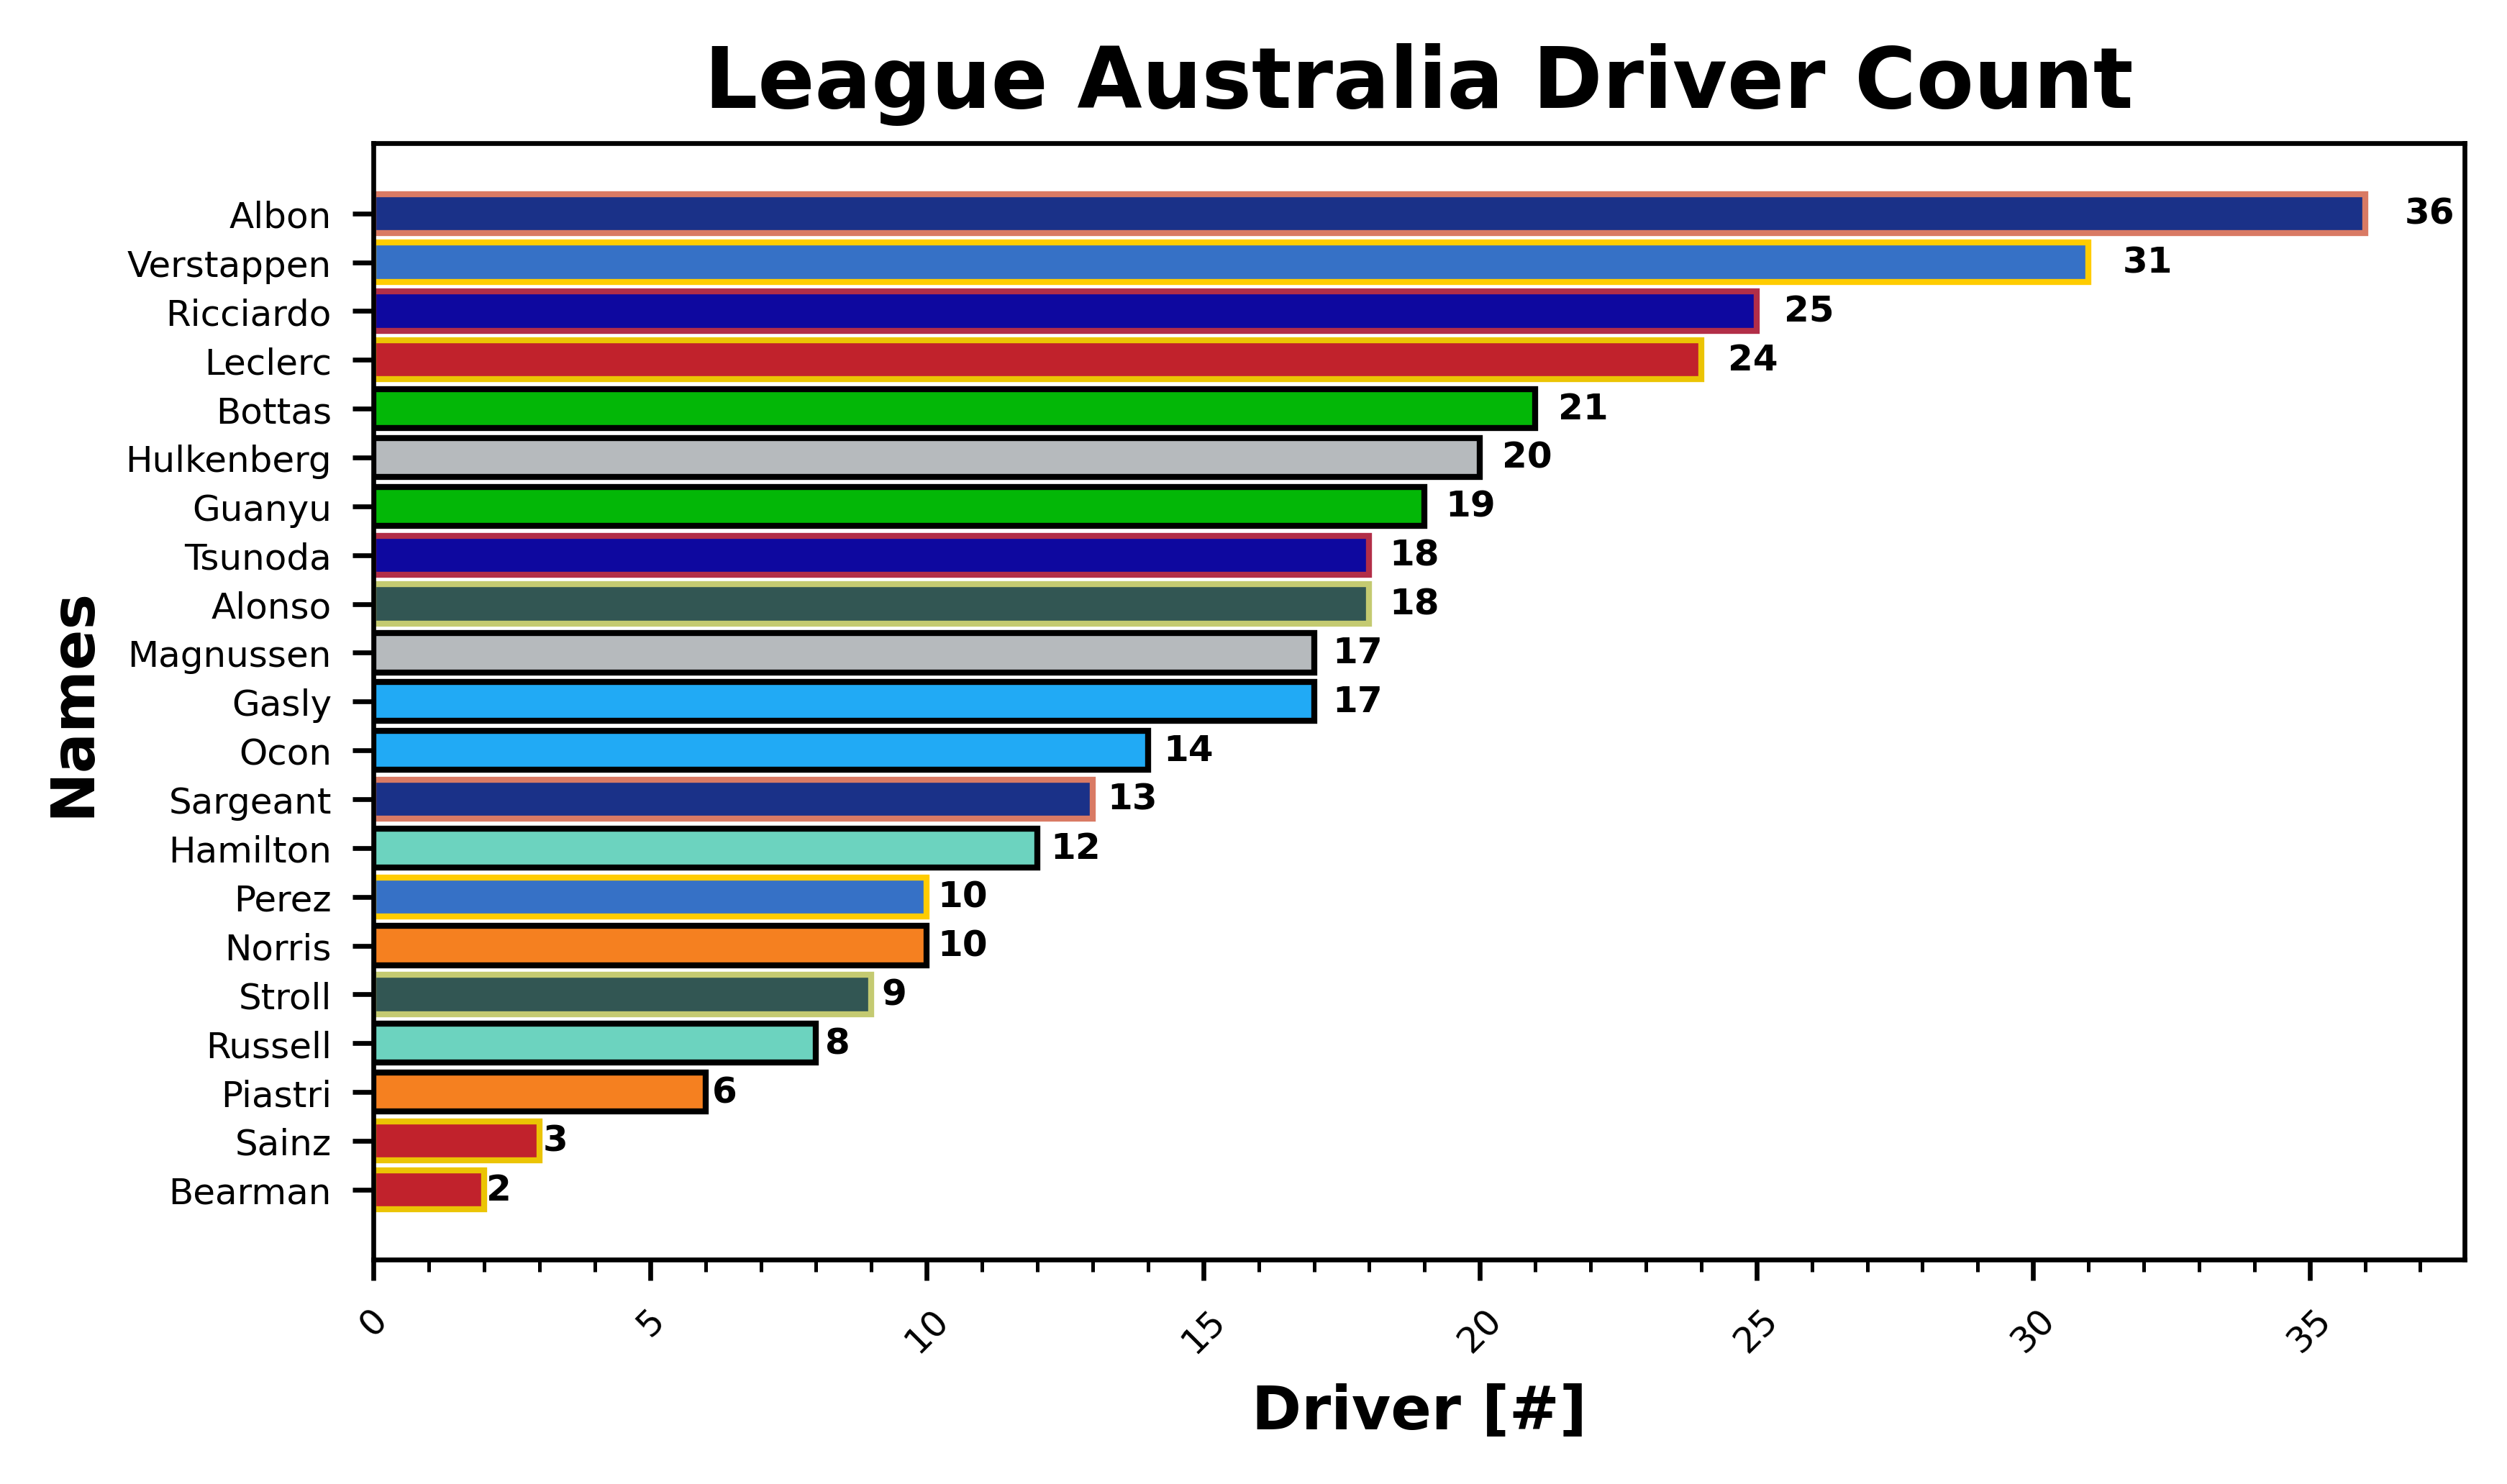 League Australia Driver Count
Names
Albon 36
Verstappen 31
Ricciardo 25
Leclerc 24
Bottas 21
Hulkenberg 20
Guanyu 19
Tsunoda 18
Alonso 18
Magnussen 17
Gasly 17
Ocon 14
Sargeant 13
Hamilton 12
Perez 10
Norris 10
Stroll 9
Russell 8
Piastri 6
Sainz 3
Bearman 2
0 5 10 15 20 25 30 35
Driver [#]